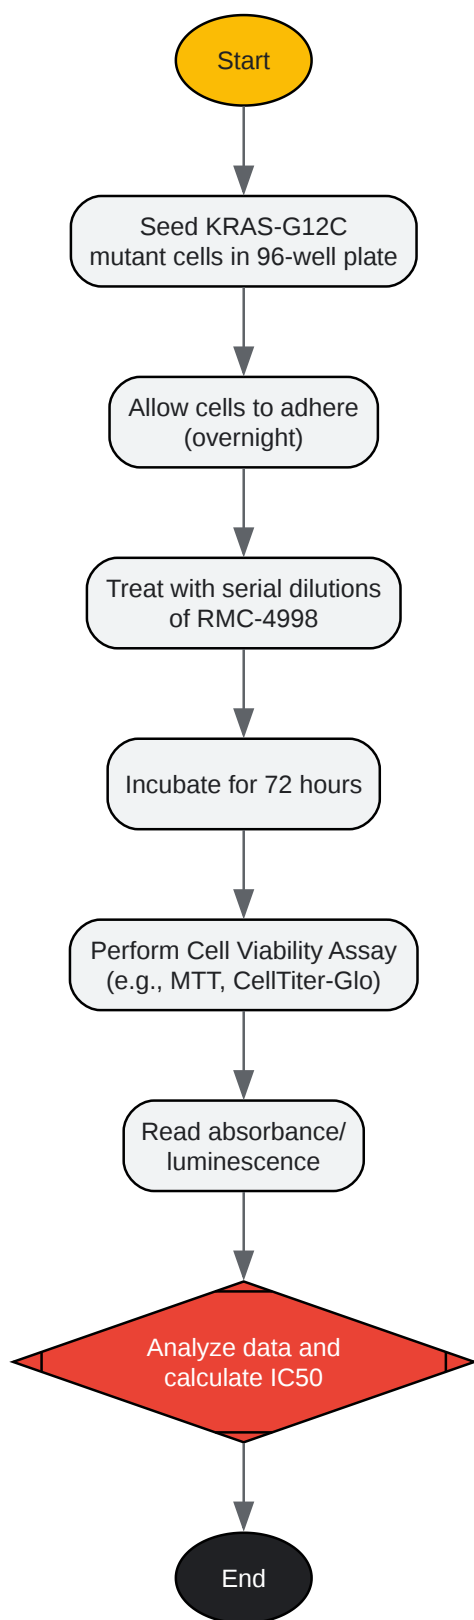 Start
Seed KRAS-G12C
mutant cells in 96-well plate
Allow cells to adhere
(overnight)
Treat with serial dilutions
of RMC-4998
Incubate for 72 hours
Perform Cell Viability Assay
(e.g., MTT, CellTiter-Glo)
Read absorbance/
luminescence
Analyze data and
calculate IC50
End